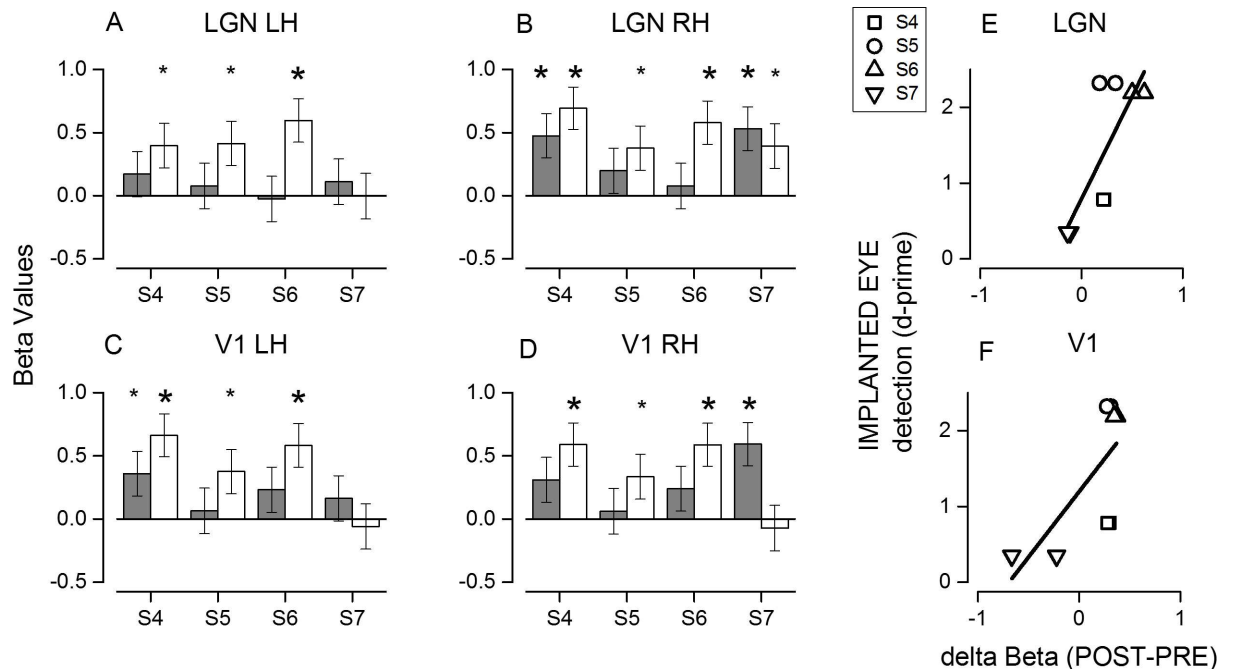 A
LGN LH
B
LGN RH
S4
S5
S6
S7
E
LGN
1.0
* * *
0.5
0.0
-0.5
S4 S5 S6 S7
1.0
* * * * * *
0.5
0.0
-0.5
S4 S5 S6 S7
2
1
0
-1 0 1
Beta Values
IMPLANTED EYE
detection (d-prime)
C
V1 LH
D
V1 RH
F
V1
1.0
* * * *
0.5
0.0
-0.5
S4 S5 S6 S7
1.0
* * * *
0.5
0.0
-0.5
S4 S5 S6 S7
2
1
0
-1 0 1
delta Beta (POST-PRE)